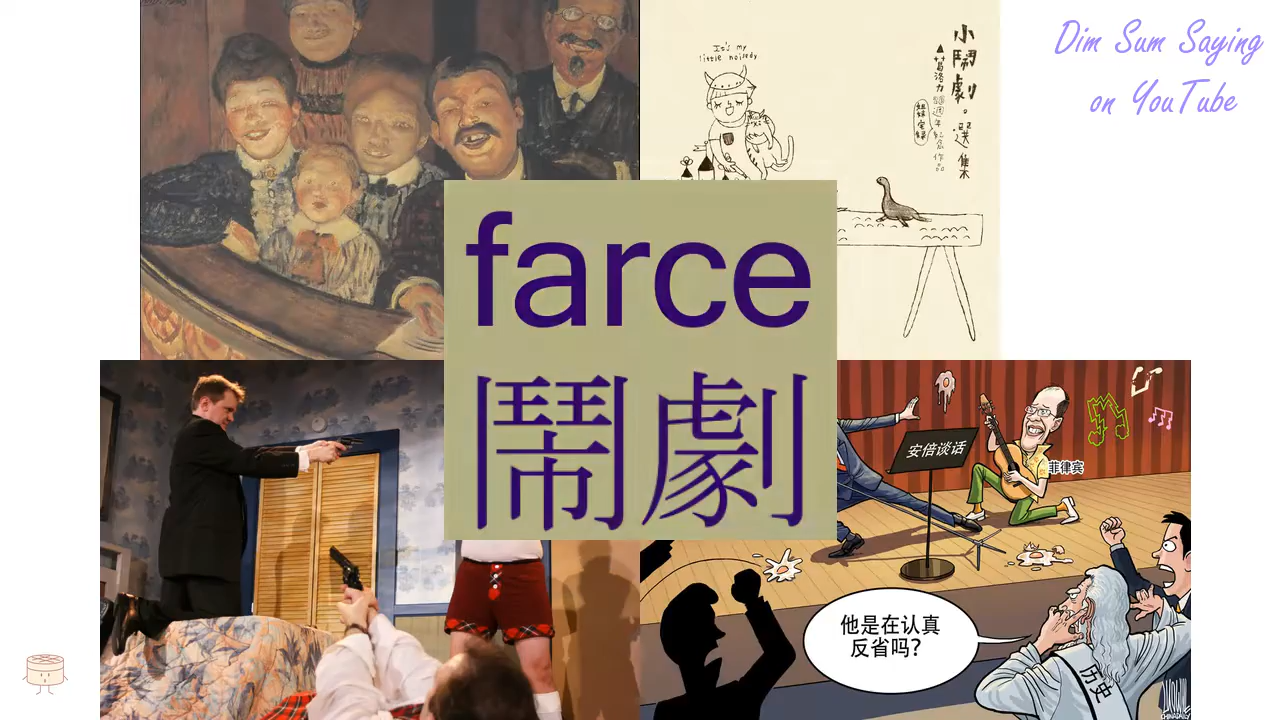 Dim Sum Saying
on YouTube
It's my
little noisedy
小鬧劇。選集
farce
鬧劇
安倍谈话
菲律宾
他是在认真
反省吗?
历史